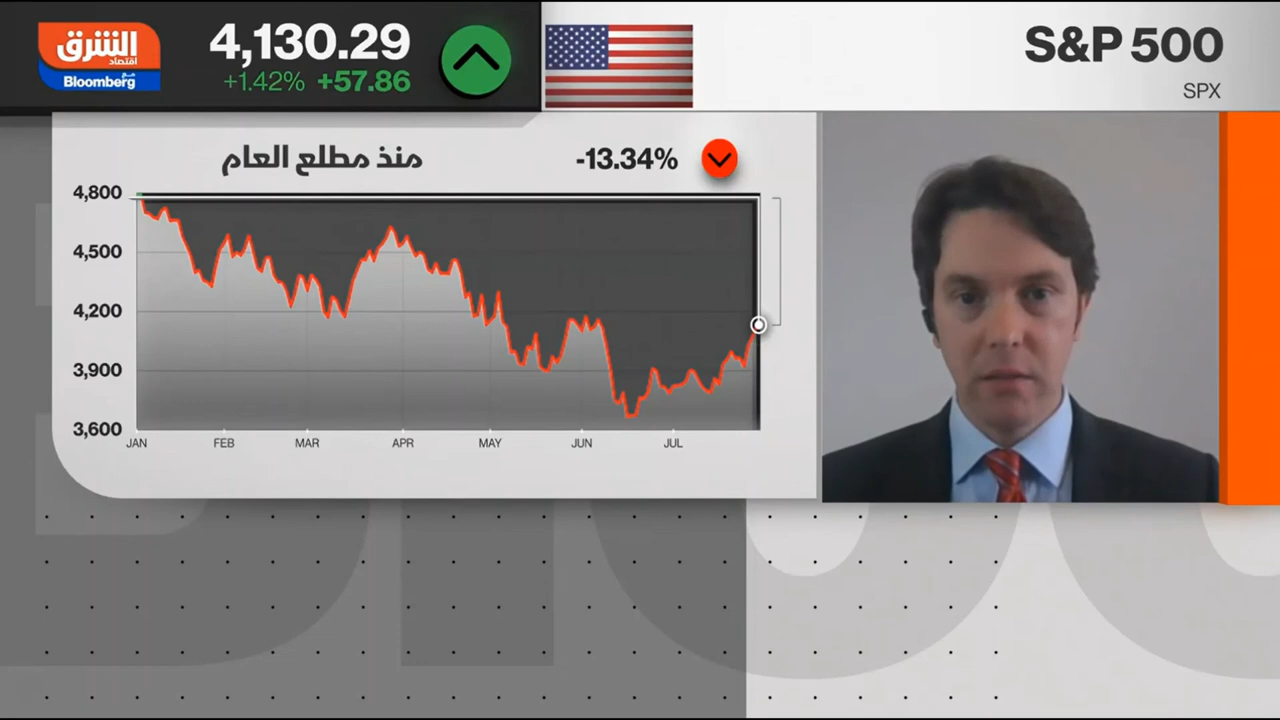 الشرق
اقتصاد
مع
Bloomberg
4,130.29
+1.42% +57.86
S&P 500
SPX
منذ مطلع العام
-13.34%
4,800
4,500
4,200
3,900
3,600
JAN FEB MAR APR MAY JUN JUL